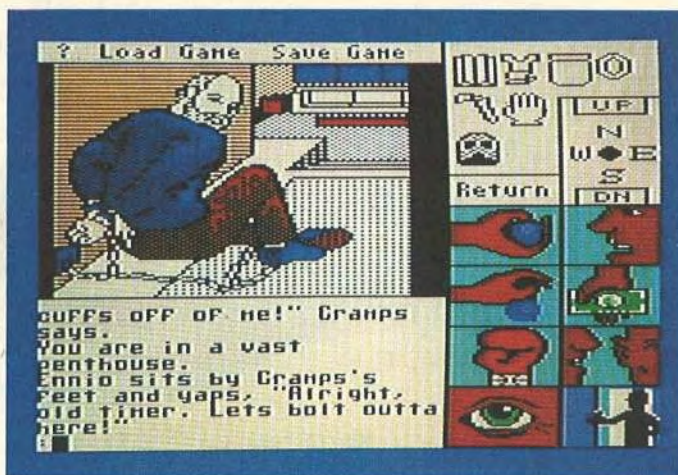 ? Load Game Save Game
UP
N
W E
S
DN
Return
cuffs off of me!" Cramps
says.
You are in a vast
penthouse.
Ennio sits by Cramps's
feet and yaps, "Alright,
old timer. Lets bolt outta
here!"